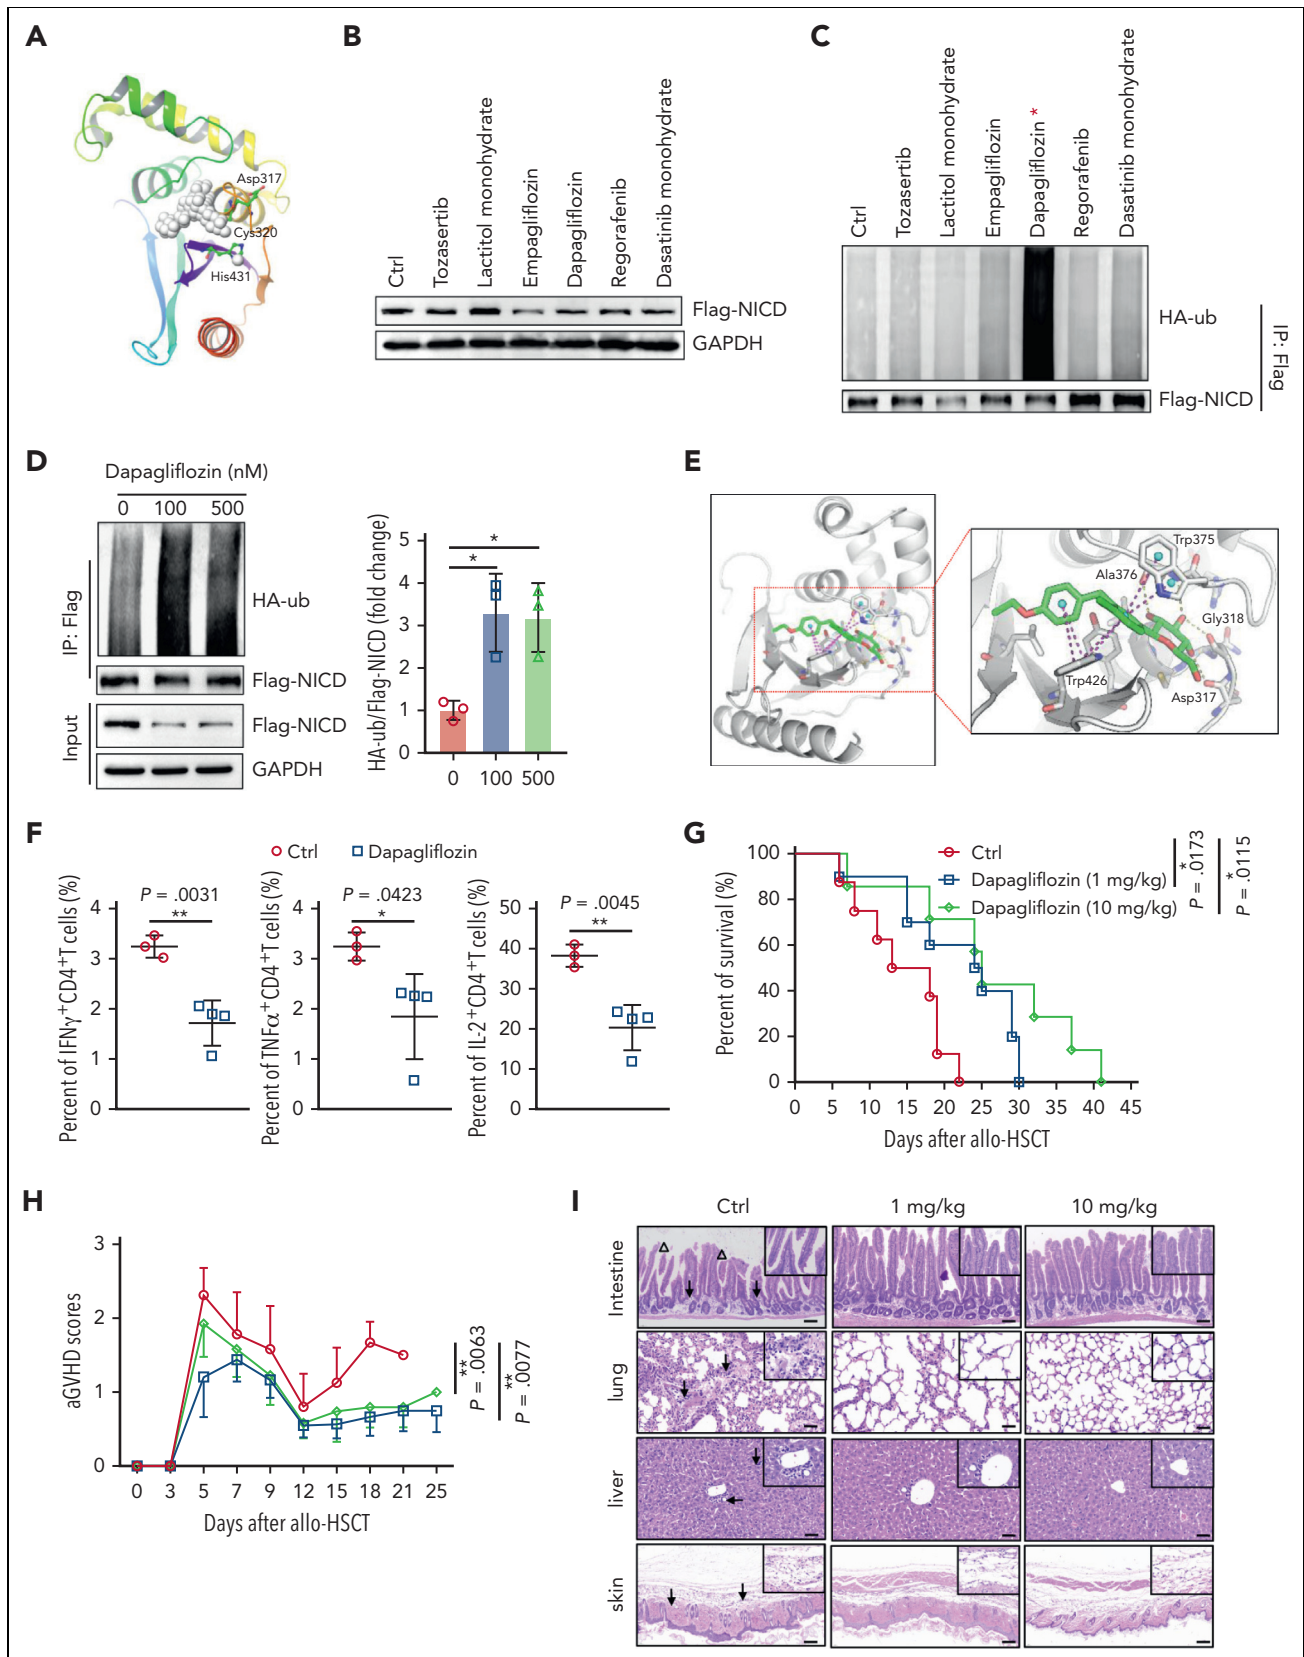 A
Asp317
Cys320
His431
B
Ctrl
Tozasertib
Lactitol monohydrate
Empagliflozin
Dapagliflozin
Regorafenib
Dasatinib monohydrate
Flag-NICD
GAPDH
C
Ctrl
Tozasertib
Lactitol monohydrate
Empagliflozin
Dapagliflozin *
Regorafenib
Dasatinib monohydrate
HA-ub
Flag-NICD
IP: Flag
D
Dapagliflozin (nM)
0 100 500
IP: Flag
HA-ub
Flag-NICD
Input
Flag-NICD
GAPDH
HA-ub/Flag-NICD (fold change)
5
4
3
2
1
0
*
*
0 100 500
E
Trp375
Ala376
Gly318
Trp426
Asp317
F
Ctrl Dapagliflozin
Percent of IFNγ+CD4+T cells (%)
P = .0031
**
4
3
2
1
0
Percent of TNFα+CD4+T cells (%)
P = .0423
*
4
3
2
1
0
Percent of IL-2+CD4+T cells (%)
P = .0045
**
50
40
30
20
10
0
G
Percent of survival (%)
100
80
60
40
20
0
Ctrl
Dapagliflozin (1 mg/kg)
Dapagliflozin (10 mg/kg)
*
P = .0173
*
P = .0115
0 5 10 15 20 25 30 35 40 45
Days after allo-HSCT
H
aGVHD scores
3
2
1
0
**
P = .0063
**
P = .0077
0 3 5 7 9 12 15 18 21 25
Days after allo-HSCT
I
Ctrl 1 mg/kg 10 mg/kg
Intestine
lung
liver
skin